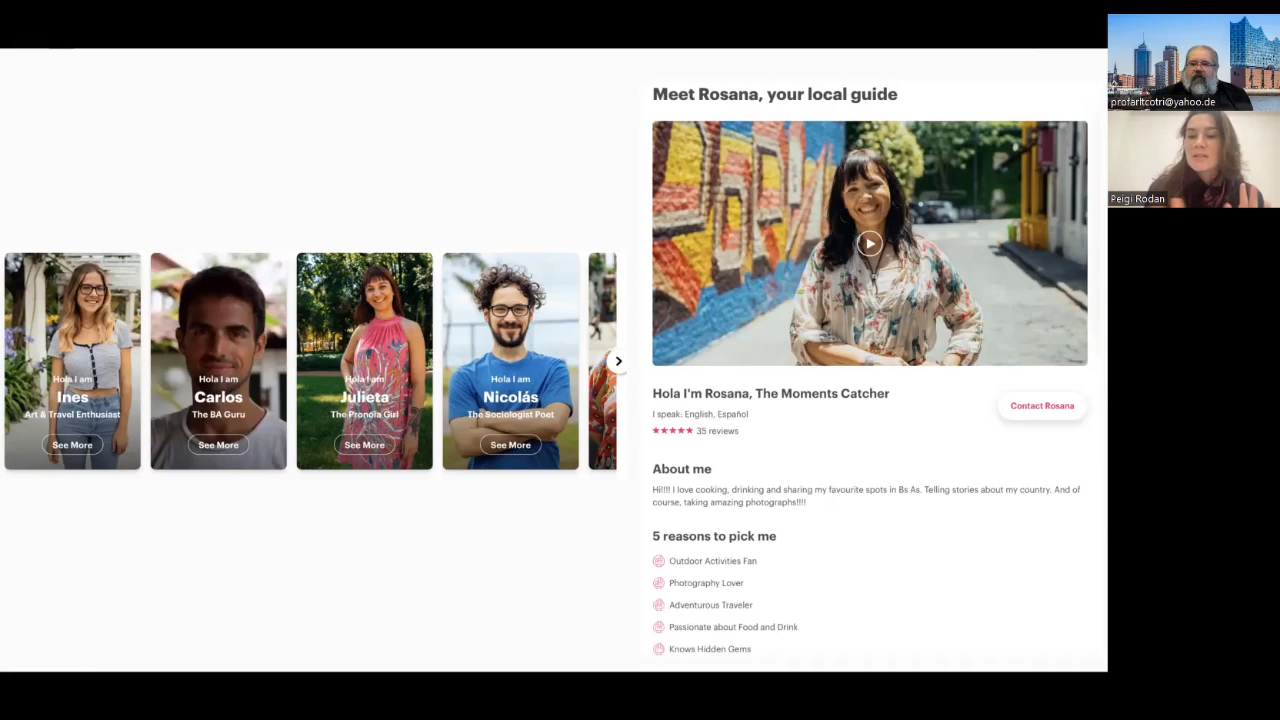 Hola I am
Ines
Art & Travel Enthusiast
See More
Hola I am
Carlos
The BA Guru
See More
Hola I am
Julieta
The Pronoia Girl
See More
Hola I am
Nicolás
The Sociologist Poet
See More
Meet Rosana, your local guide
Hola I'm Rosana, The Moments Catcher
I speak: English, Español
35 reviews
Contact Rosana
About me
Hi!!!! I love cooking, drinking and sharing my favourite spots in Bs As. Telling stories about my country. And of
course, taking amazing photographs!!!!
5 reasons to pick me
Outdoor Activities Fan
Photography Lover
Adventurous Traveler
Passionate about Food and Drink
Knows Hidden Gems
profarltcotri@yahoo.de
Peigi Rodan